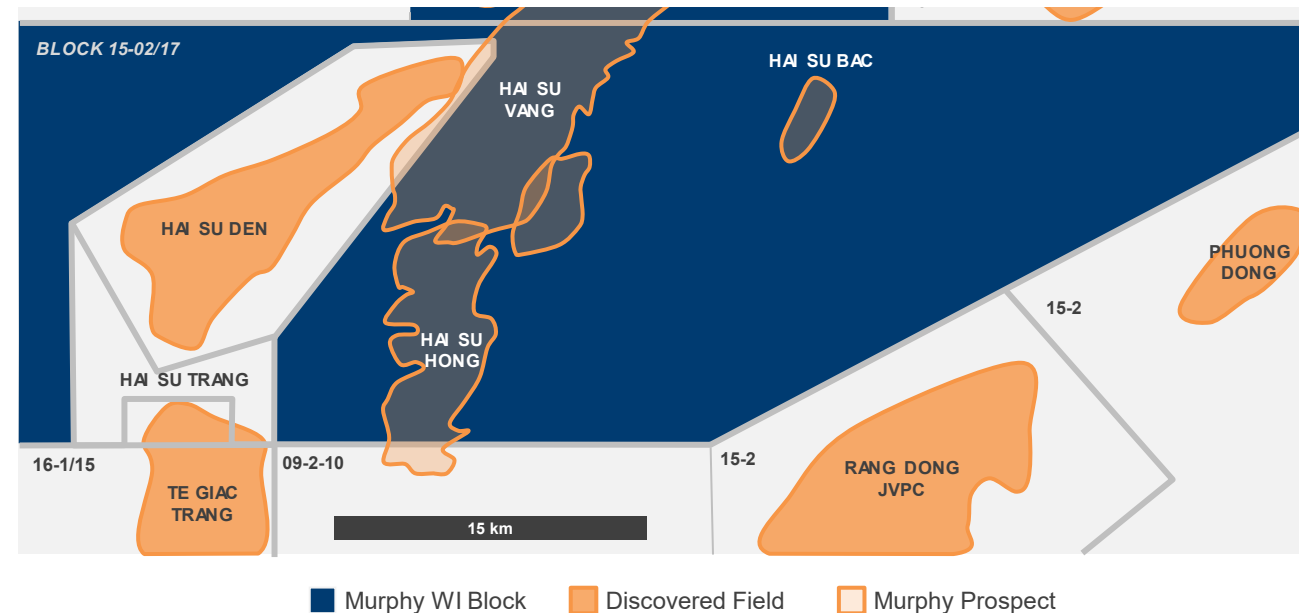 BLOCK 15-02/17
HAI SU
VANG
HAI SU BAC
HAI SU DEN
PHUONG
DONG
15-2
HAI SU
HONG
HAI SU TRANG
16-1/15
09-2-10
15-2
RANG DONG
JVPC
TE GIAC
TRANG
15 km
Murphy WI Block
Discovered Field
Murphy Prospect